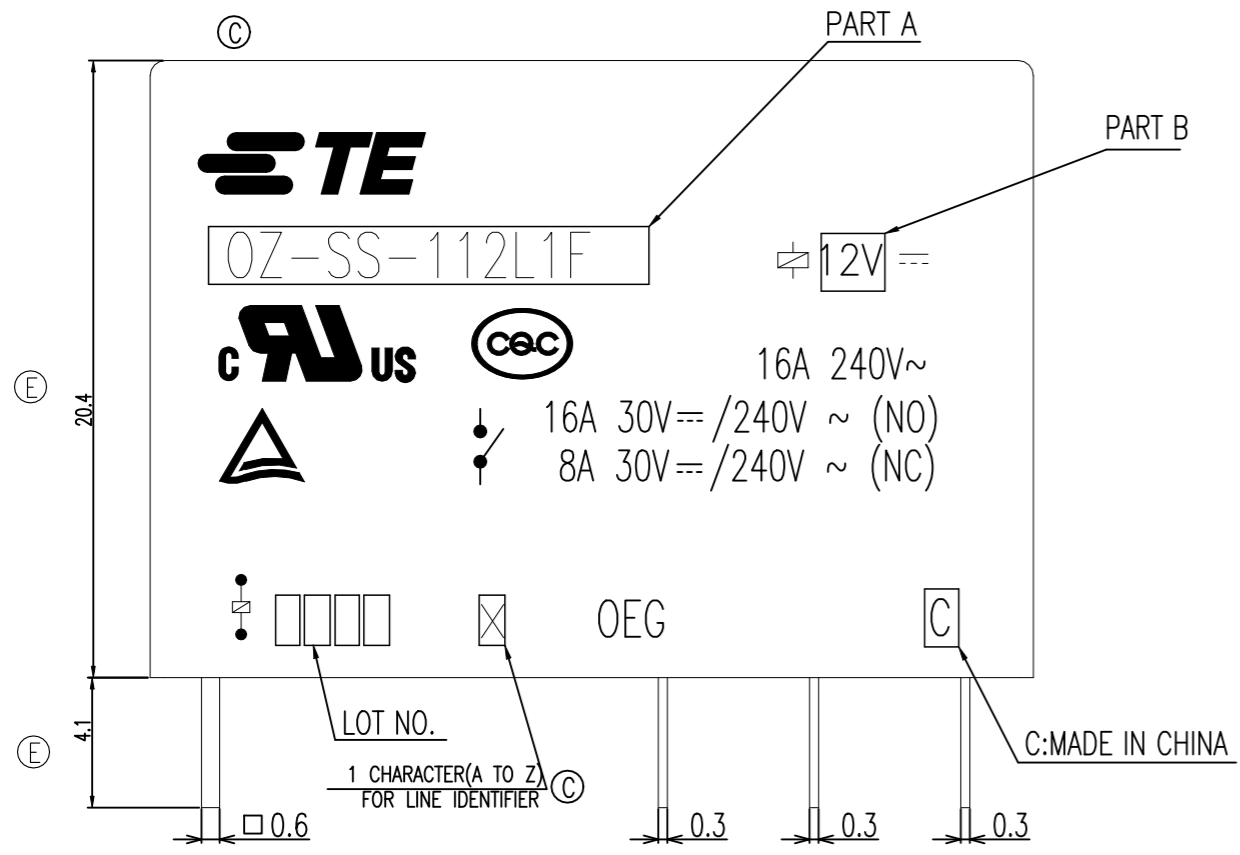 Ⓒ
PART A
PART B
TE
OZ-SS-112L1F
12V ⎓
c RU US
CQC
16A 240V~
16A 30V⎓/240V ~ (NO)
8A 30V⎓/240V ~ (NC)
Ⓔ
20.4
X
OEG
C
Ⓔ
4.1
LOT NO.
1 CHARACTER(A TO Z)
FOR LINE IDENTIFIER
Ⓒ
C:MADE IN CHINA
□0.6
0.3
0.3
0.3